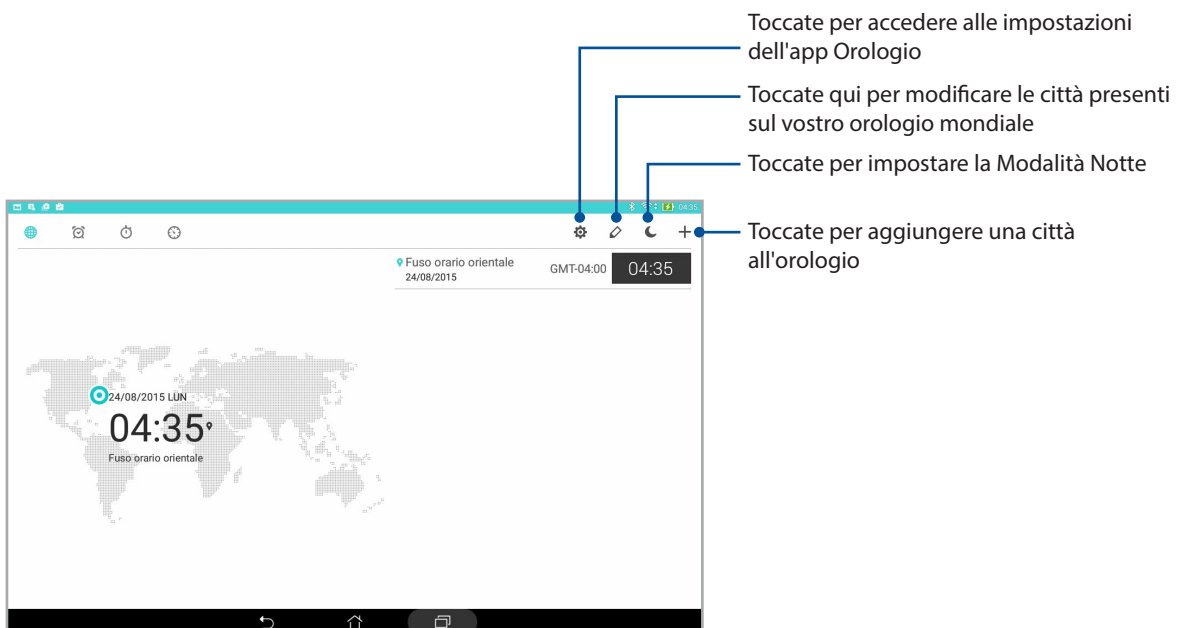 Toccate per accedere alle impostazioni
dell'app Orologio
Toccate qui per modificare le città presenti
sul vostro orologio mondiale
Toccate per impostare la Modalità Notte
Toccate per aggiungere una città
all'orologio
04:35
Fuso orario orientale
24/08/2015
GMT-04:00
04:35
24/08/2015 LUN
04:35
Fuso orario orientale